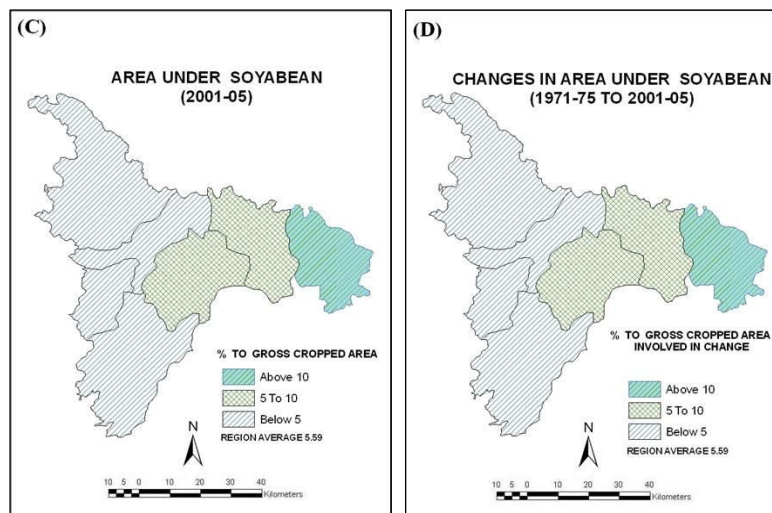 (C)
AREA UNDER SOYABEAN
(2001-05)
% TO GROSS CROPPED AREA
Above 10
5 To 10
Below 5
REGION AVERAGE 5.59
N
10 5 0 10 20 30 40
Kilometers
(D)
CHANGES IN AREA UNDER SOYABEAN
(1971-75 TO 2001-05)
% TO GROSS CROPPED AREA
INVOLVED IN CHANGE
Above 10
5 To 10
Below 5
REGION AVERAGE 5.59
N
10 5 0 10 20 30 40
Kilometers